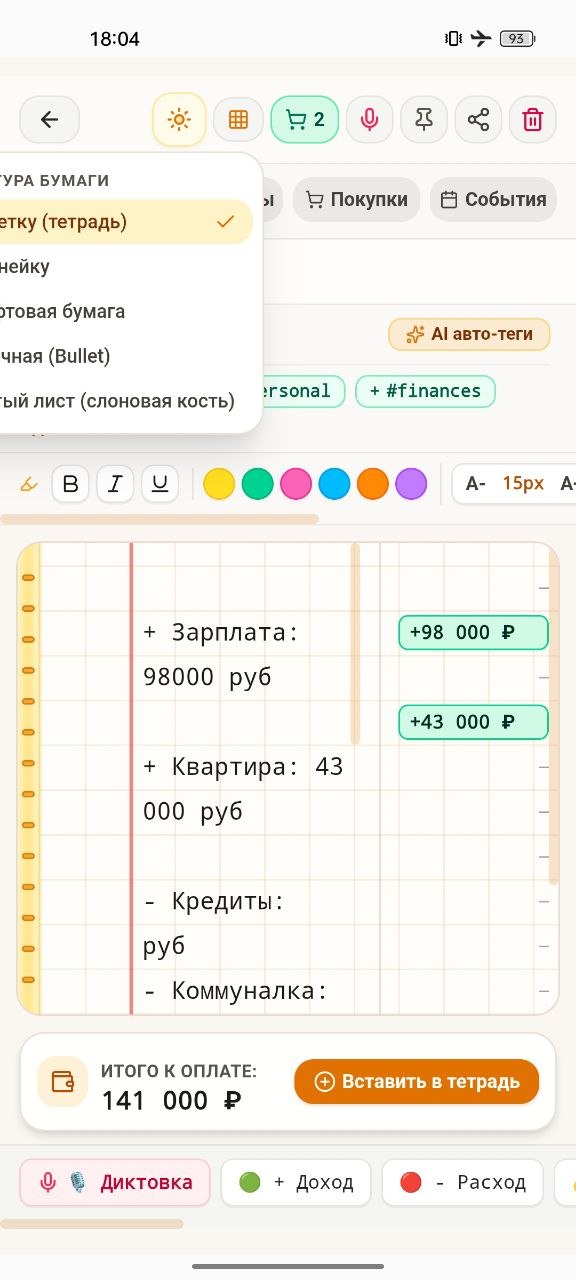 18:04
93
2
ТУРА БУМАГИ
етку (тетрадь)
нейку
ртовая бумага
чная (Bullet)
тый лист (слоновая кость)
ы
Покупки
События
AI авто-теги
ersonal
+ #finances
B I U
A- 15px A-
+ Зарплата:
98000 руб
+98 000 ₽
+43 000 ₽
+ Квартира: 43
000 руб
- Кредиты:
руб
- Коммуналка:
ИТОГО К ОПЛАТЕ:
141 000 ₽
Вставить в тетрадь
Диктовка
+ Доход
- Расход